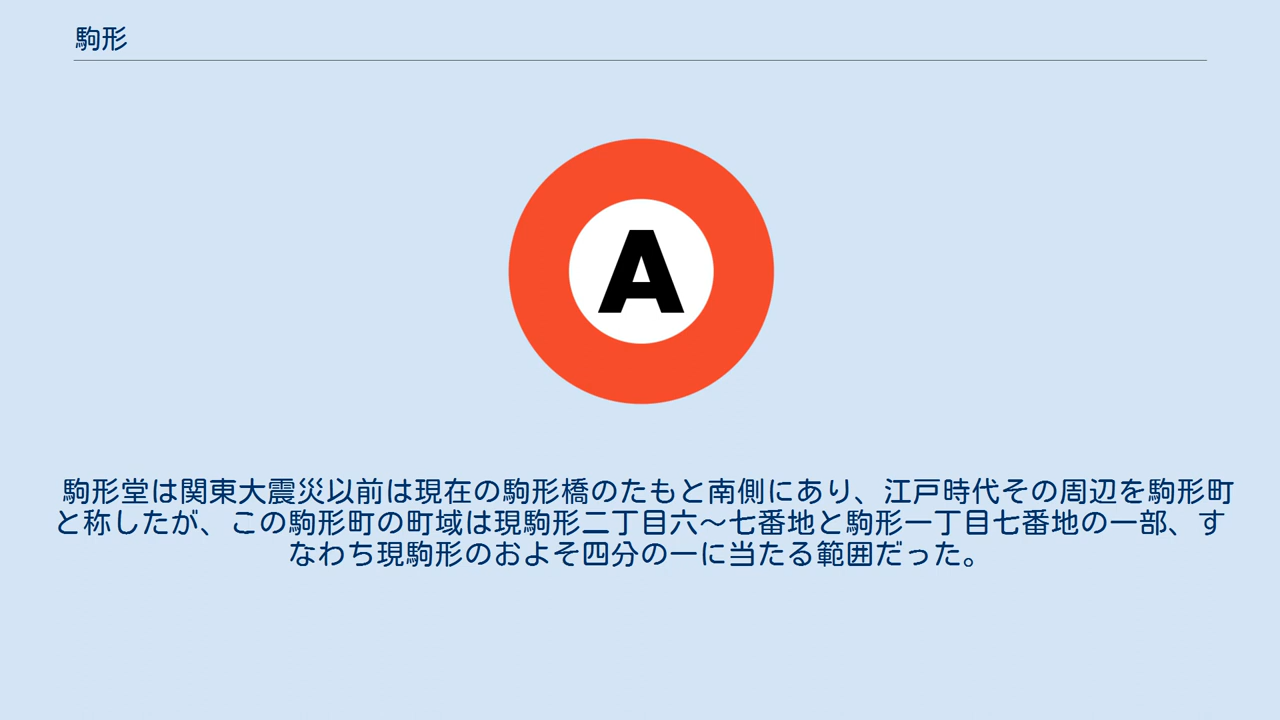 駒形
A
駒形堂は関東大震災以前は現在の駒形橋のたもと南側にあり、江戸時代その周辺を駒形町
と称したが、この駒形町の町域は現駒形二丁目六～七番地と駒形一丁目七番地の一部、す
なわち現駒形のおよそ四分の一に当たる範囲だった。